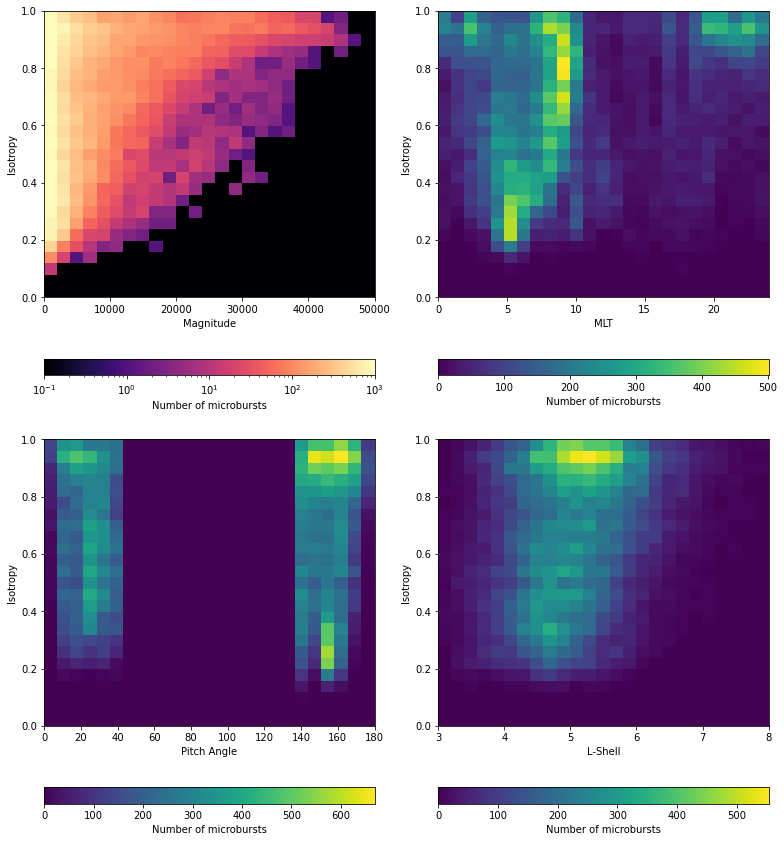 1.0 0.8 0.6 0.4 0.2 0.0
Isotropy
0 10000 20000 30000 40000 50000
Magnitude
1.0 0.8 0.6 0.4 0.2 0.0
Isotropy
0 5 10 15 20
MLT
10⁻¹ 10⁰ 10¹ 10² 10³
Number of microbursts
0 100 200 300 400 500
Number of microbursts
1.0 0.8 0.6 0.4 0.2 0.0
Isotropy
0 20 40 60 80 100 120 140 160 180
Pitch Angle
1.0 0.8 0.6 0.4 0.2 0.0
Isotropy
3 4 5 6 7 8
L-Shell
0 100 200 300 400 500 600
Number of microbursts
0 100 200 300 400 500
Number of microbursts